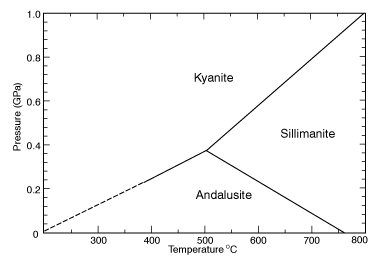 1.0
0.8
Kyanite
0.6
Pressure (GPa)
Sillimanite
0.4
0.2
Andalusite
0
300 400 500 600 700 800
Temperature °C